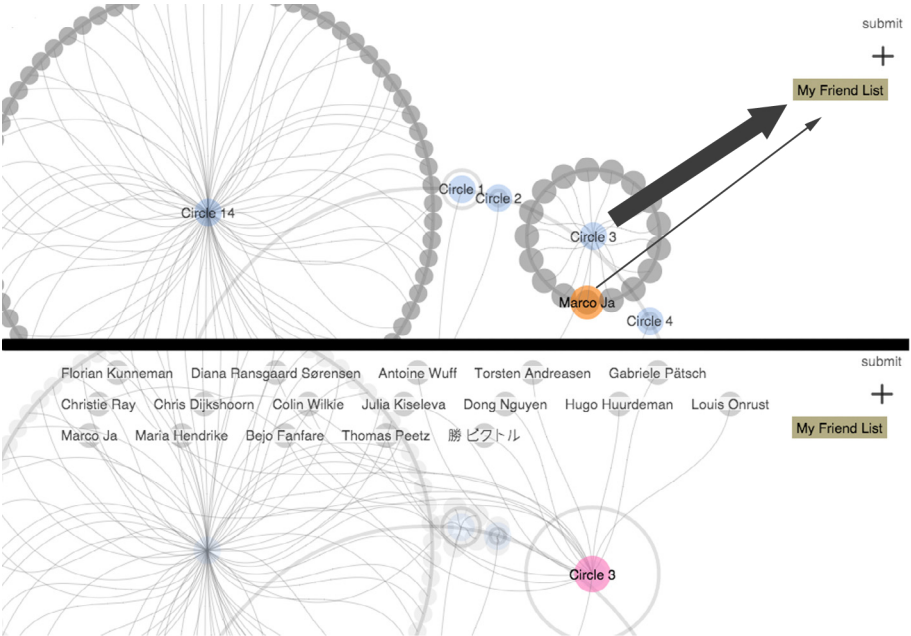 submit
+
My Friend List
Circle 14
Circle 1
Circle 2
Circle 3
Marco Ja
Circle 4
submit
+
My Friend List
Florian Kunneman Diana Ransgaard Sørensen Antoine Wuff Torsten Andreasen Gabriele Pätsch
Christie Ray Chris Dijkshoorn Colin Wilkie Julia Kiseleva Dong Nguyen Hugo Huurdeman Louis Onrust
Marco Ja Maria Hendrike Bejo Fanfare Thomas Peetz 勝 ビクトル
Circle 3